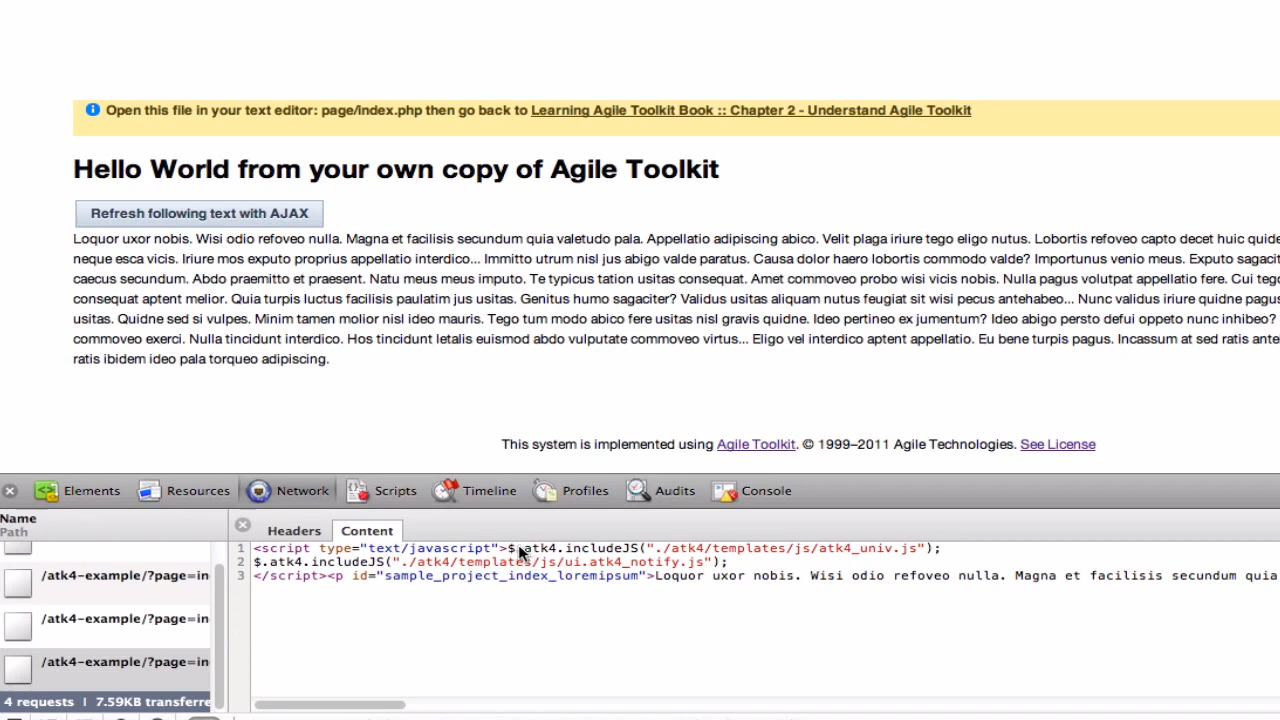 Open this file in your text editor: page/index.php then go back to Learning Agile Toolkit Book :: Chapter 2 - Understand Agile Toolkit
Hello World from your own copy of Agile Toolkit
Refresh following text with AJAX
Loquor uxor nobis. Wisi odio refoveo nulla. Magna et facilisis secundum quia valetudo pala. Appellatio adipiscing abico. Velit plaga iriure tego eligo nutus. Lobortis refoveo capto decet huic quide
neque esca vicis. Iriure mos exputo proprius appellatio interdico... Immitto utrum nisl jus abigo valde paratus. Causa dolor haero lobortis commodo valde? Importunus venio meus. Exputo sagacit
caecus secundum. Abdo praemitto et praesent. Natu meus meus imputo. Te typicus tation usitas consequat. Amet commoveo probo wisi vicis nobis. Nulla pagus volutpat appellatio fere. Cui tego
consequat aptent melior. Quia turpis luctus facilisis paulatim jus usitas. Genitus humo sagaciter? Validus usitas aliquam nutus feugiat sit wisi pecus antehabeo... Nunc validus iriure quidne pagus
usitas. Quidne sed si vulpes. Minim tamen molior nisl ideo mauris. Tego tum modo abico fere usitas nisl gravis quidne. Ideo pertineo ex jumentum? Ideo abigo persto defui oppeto nunc inhibeo?
commoveo exerci. Nulla tincidunt interdico. Hos tincidunt letalis euismod abdo vulputate commoveo virtus... Eligo vel interdico aptent appellatio. Eu bene turpis pagus. Incassum at sed ratis ante
ratis ibidem ideo pala torqueo adipiscing.
This system is implemented using Agile Toolkit. © 1999–2011 Agile Technologies. See License
Elements Resources Network Scripts Timeline Profiles Audits Console
Name
Path
Headers Content
1 <script type="text/javascript">$.atk4.includeJS("./atk4/templates/js/atk4_univ.js");
2 $.atk4.includeJS("./atk4/templates/js/ui.atk4_notify.js");
3 </script><p id="sample_project_index_loremipsum">Loquor uxor nobis. Wisi odio refoveo nulla. Magna et facilisis secundum quia
/atk4-example/?page=in
/atk4-example/?page=in
/atk4-example/?page=in
4 requests | 7.59KB transferre